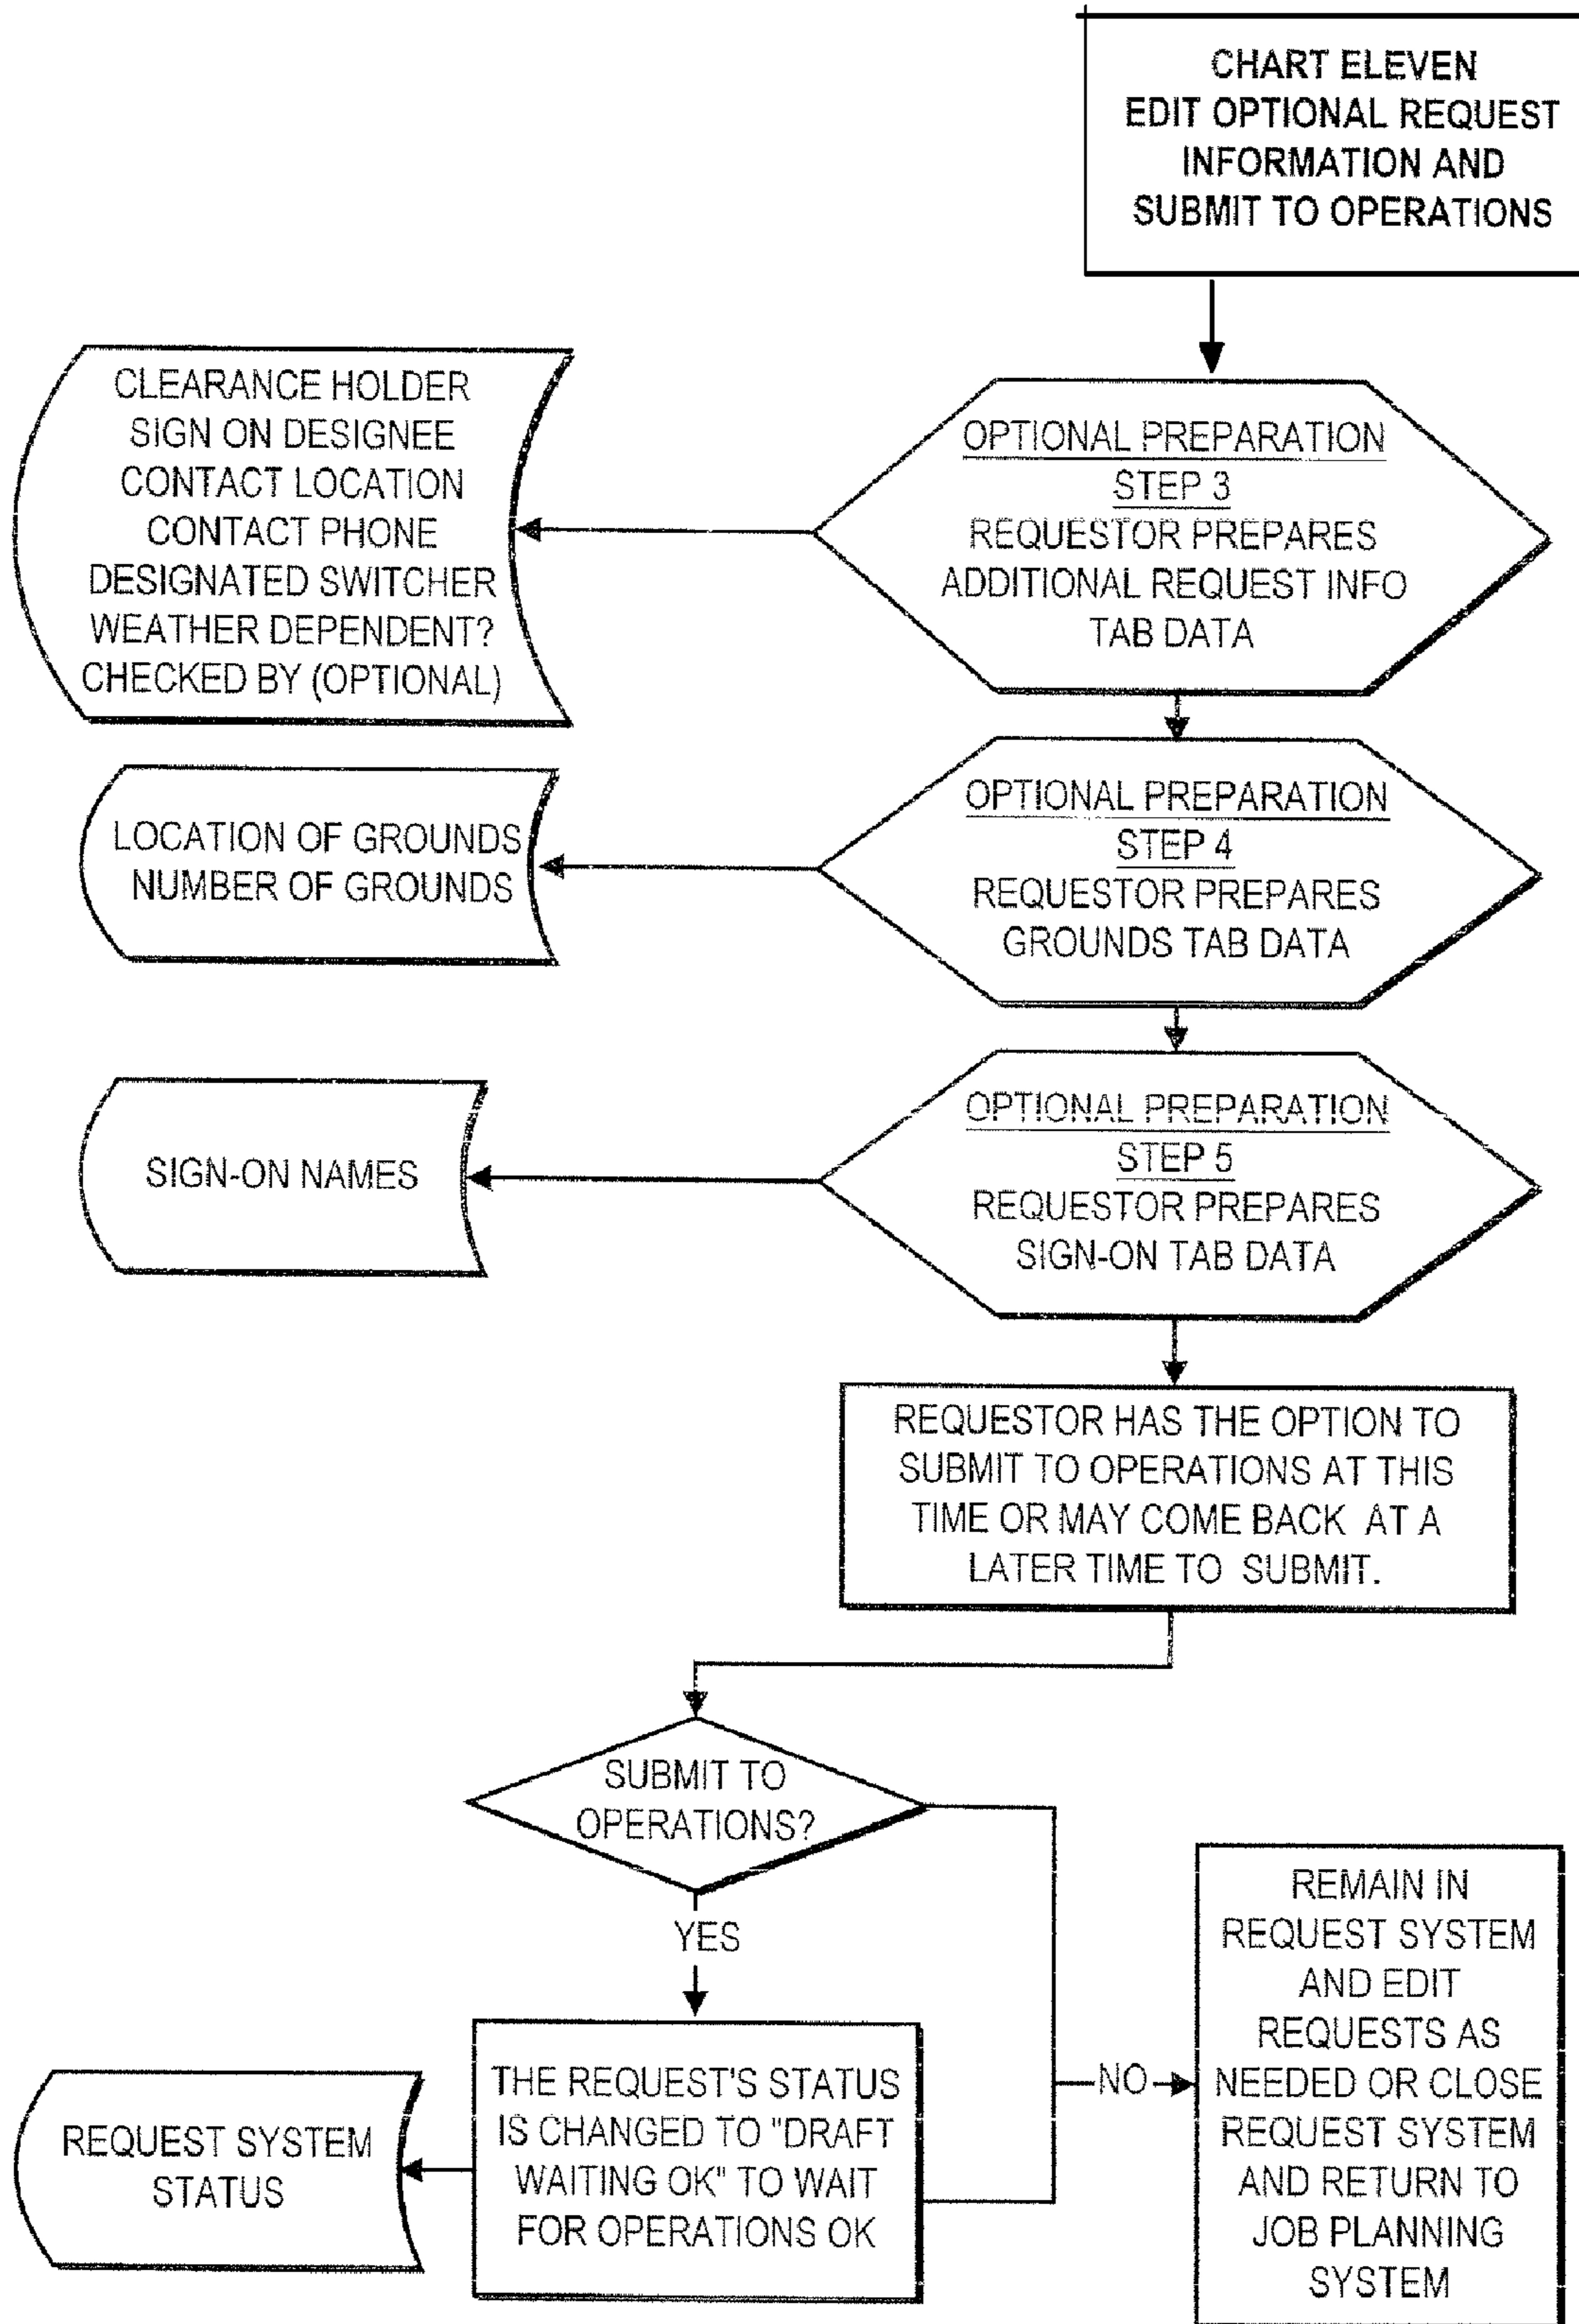 CHART ELEVEN
EDIT OPTIONAL REQUEST
INFORMATION AND
SUBMIT TO OPERATIONS
OPTIONAL PREPARATION
STEP 3
REQUESTOR PREPARES
ADDITIONAL REQUEST INFO
TAB DATA
CLEARANCE HOLDER
SIGN ON DESIGNEE
CONTACT LOCATION
CONTACT PHONE
DESIGNATED SWITCHER
WEATHER DEPENDENT?
CHECKED BY (OPTIONAL)
OPTIONAL PREPARATION
STEP 4
REQUESTOR PREPARES
GROUNDS TAB DATA
LOCATION OF GROUNDS
NUMBER OF GROUNDS
OPTIONAL PREPARATION
STEP 5
REQUESTOR PREPARES
SIGN-ON TAB DATA
SIGN-ON NAMES
REQUESTOR HAS THE OPTION TO
SUBMIT TO OPERATIONS AT THIS
TIME OR MAY COME BACK AT A
LATER TIME TO SUBMIT.
SUBMIT TO
OPERATIONS?
YES
THE REQUEST'S STATUS
IS CHANGED TO "DRAFT
WAITING OK" TO WAIT
FOR OPERATIONS OK
REQUEST SYSTEM
STATUS
NO
REMAIN IN
REQUEST SYSTEM
AND EDIT
REQUESTS AS
NEEDED OR CLOSE
REQUEST SYSTEM
AND RETURN TO
JOB PLANNING
SYSTEM